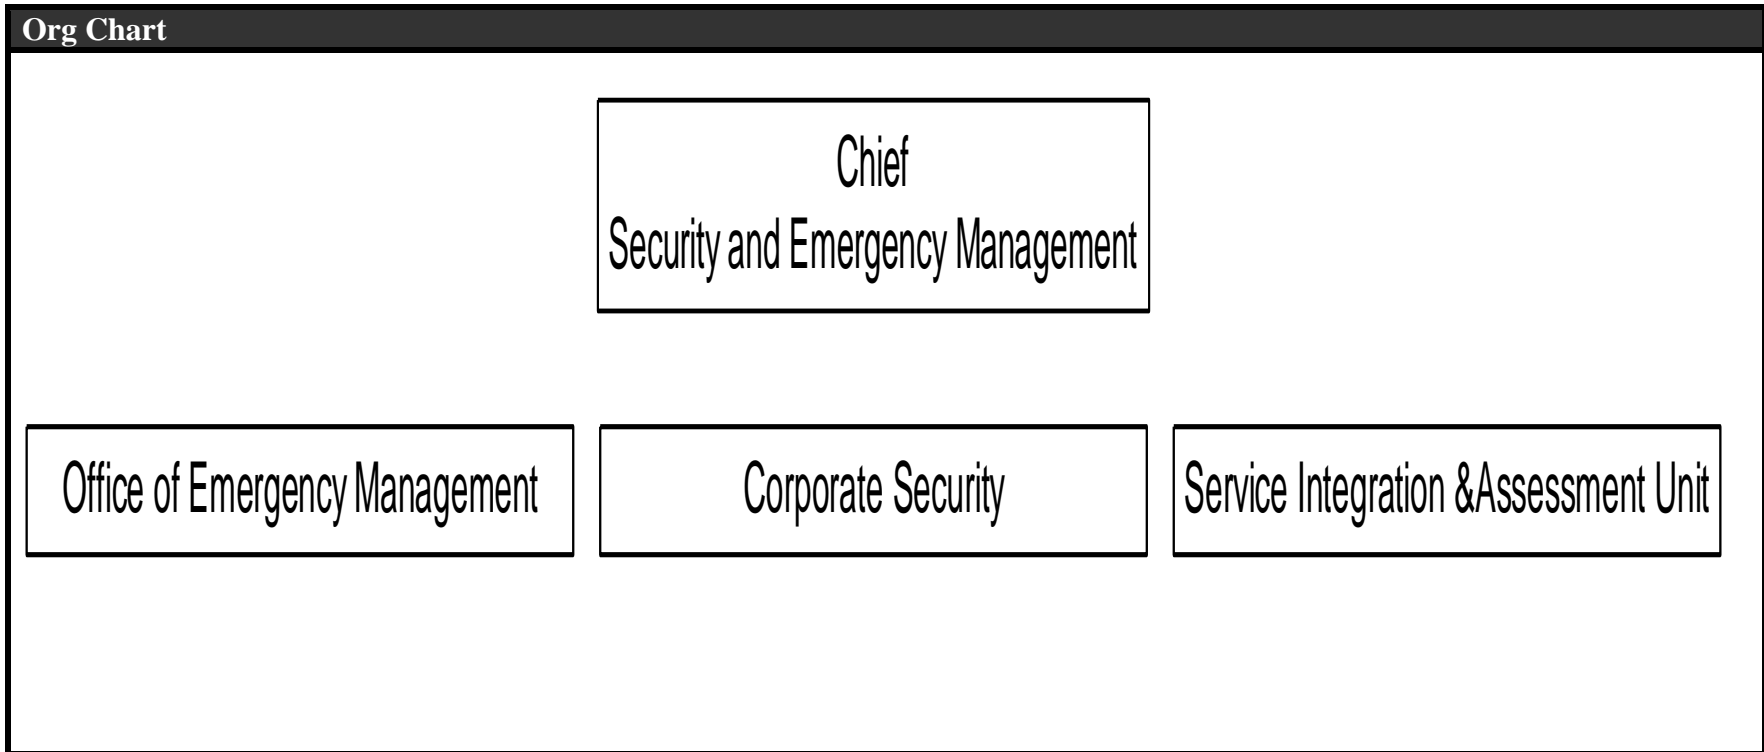 Org Chart
Chief
Security and Emergency Management
Office of Emergency Management
Corporate Security
Service Integration &Assessment Unit